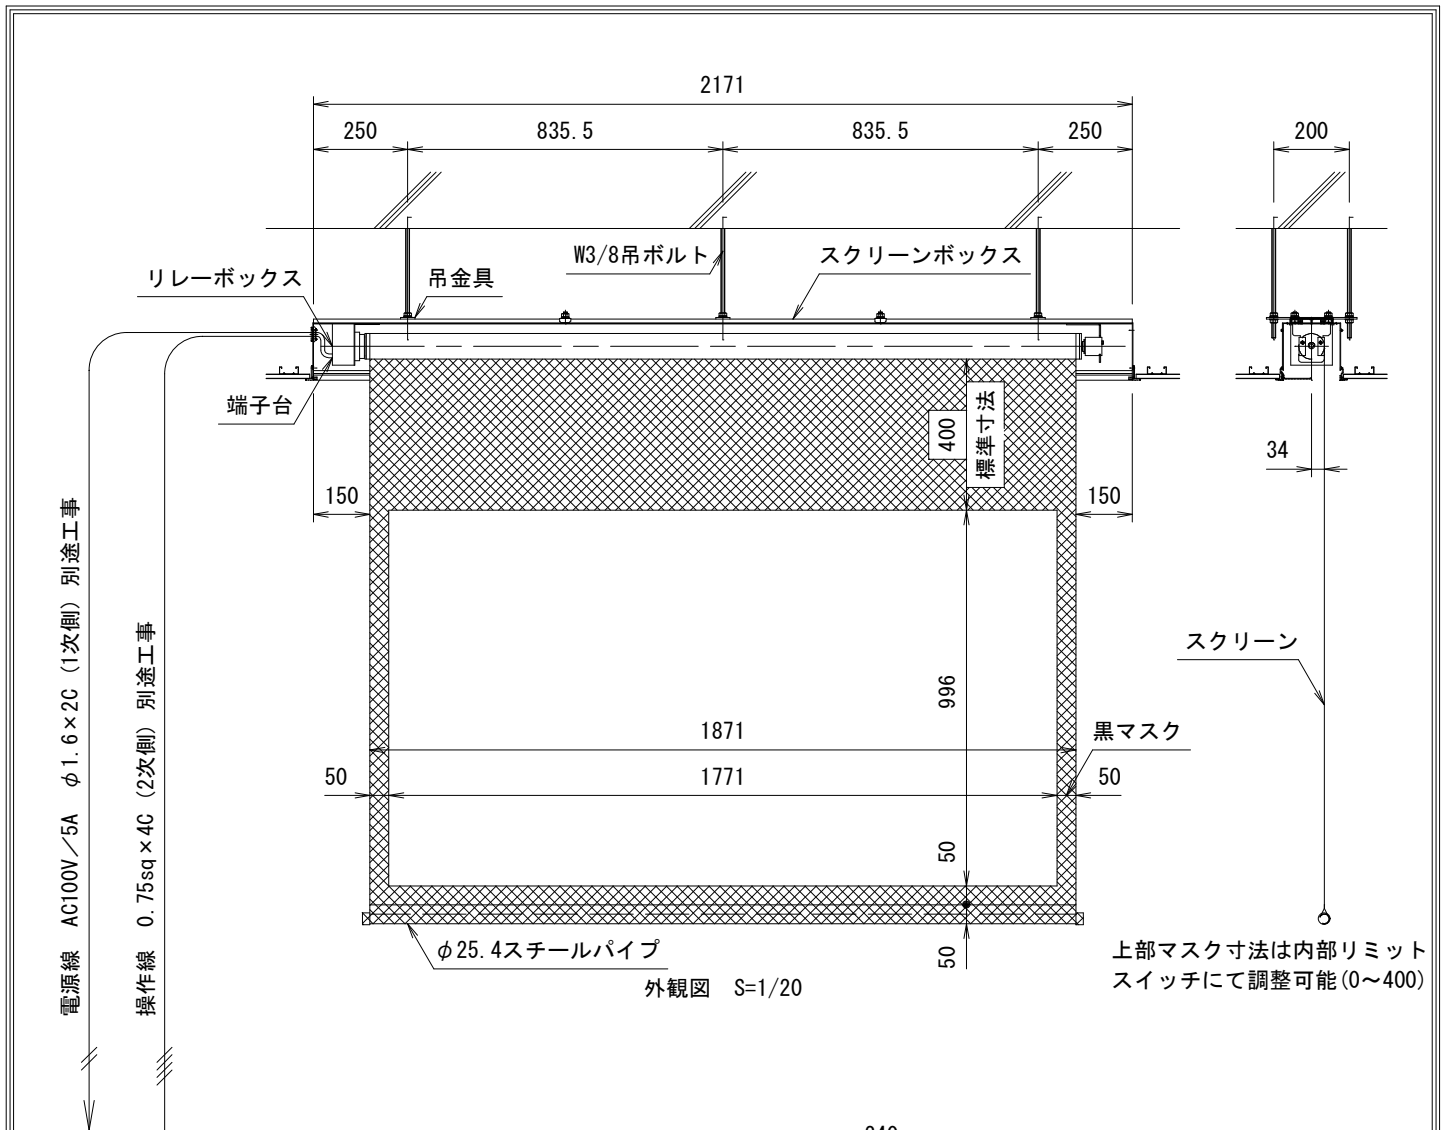 2171
250
835.5
835.5
250
200
W3/8吊ボルト
スクリーンボックス
リレーボックス
吊金具
端子台
400
標準寸法
34
150
150
電源線 AC100V／5A φ1.6×2C (1次側) 別途工事
操作線 0.75sq×4C (2次側) 別途工事
スクリーン
996
1871
黒マスク
50
1771
50
50
φ25.4スチールパイプ
50
上部マスク寸法は内部リミット
スイッチにて調整可能(0～400)
外観図 S=1/20